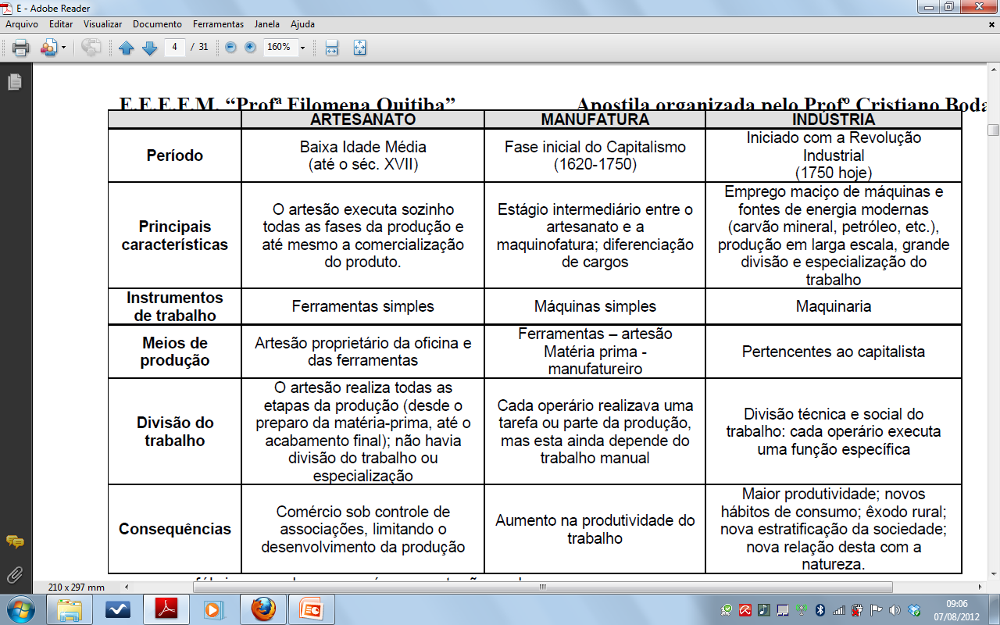 E - Adobe Reader
Arquivo Editar Visualizar Documento Ferramentas Janela Ajuda
4 / 31 160%
E.E.E.F.M. “Profª Filomena Quitiba” Apostila organizada pelo Profº Cristiano Boda
ARTESANATO MANUFATURA INDÚSTRIA
Período
Baixa Idade Média
(até o séc. XVII)
Fase inicial do Capitalismo
(1620-1750)
Iniciado com a Revolução
Industrial
(1750 hoje)
Principais
características
O artesão executa sozinho
todas as fases da produção e
até mesmo a comercialização
do produto.
Estágio intermediário entre o
artesanato e a
maquinofatura; diferenciação
de cargos
Emprego maciço de máquinas e
fontes de energia modernas
(carvão mineral, petróleo, etc.),
produção em larga escala, grande
divisão e especialização do
trabalho
Instrumentos
de trabalho
Ferramentas simples
Máquinas simples
Maquinaria
Meios de
produção
Artesão proprietário da oficina e
das ferramentas
Ferramentas – artesão
Matéria prima -
manufatureiro
Pertencentes ao capitalista
Divisão do
trabalho
O artesão realiza todas as
etapas da produção (desde o
preparo da matéria-prima, até o
acabamento final); não havia
divisão do trabalho ou
especialização
Cada operário realizava uma
tarefa ou parte da produção,
mas esta ainda depende do
trabalho manual
Divisão técnica e social do
trabalho: cada operário executa
uma função específica
Consequências
Comércio sob controle de
associações, limitando o
desenvolvimento da produção
Aumento na produtividade do
trabalho
Maior produtividade; novos
hábitos de consumo; êxodo rural;
nova estratificação da sociedade;
nova relação desta com a
natureza.
210 x 297 mm
09:06
07/08/2012